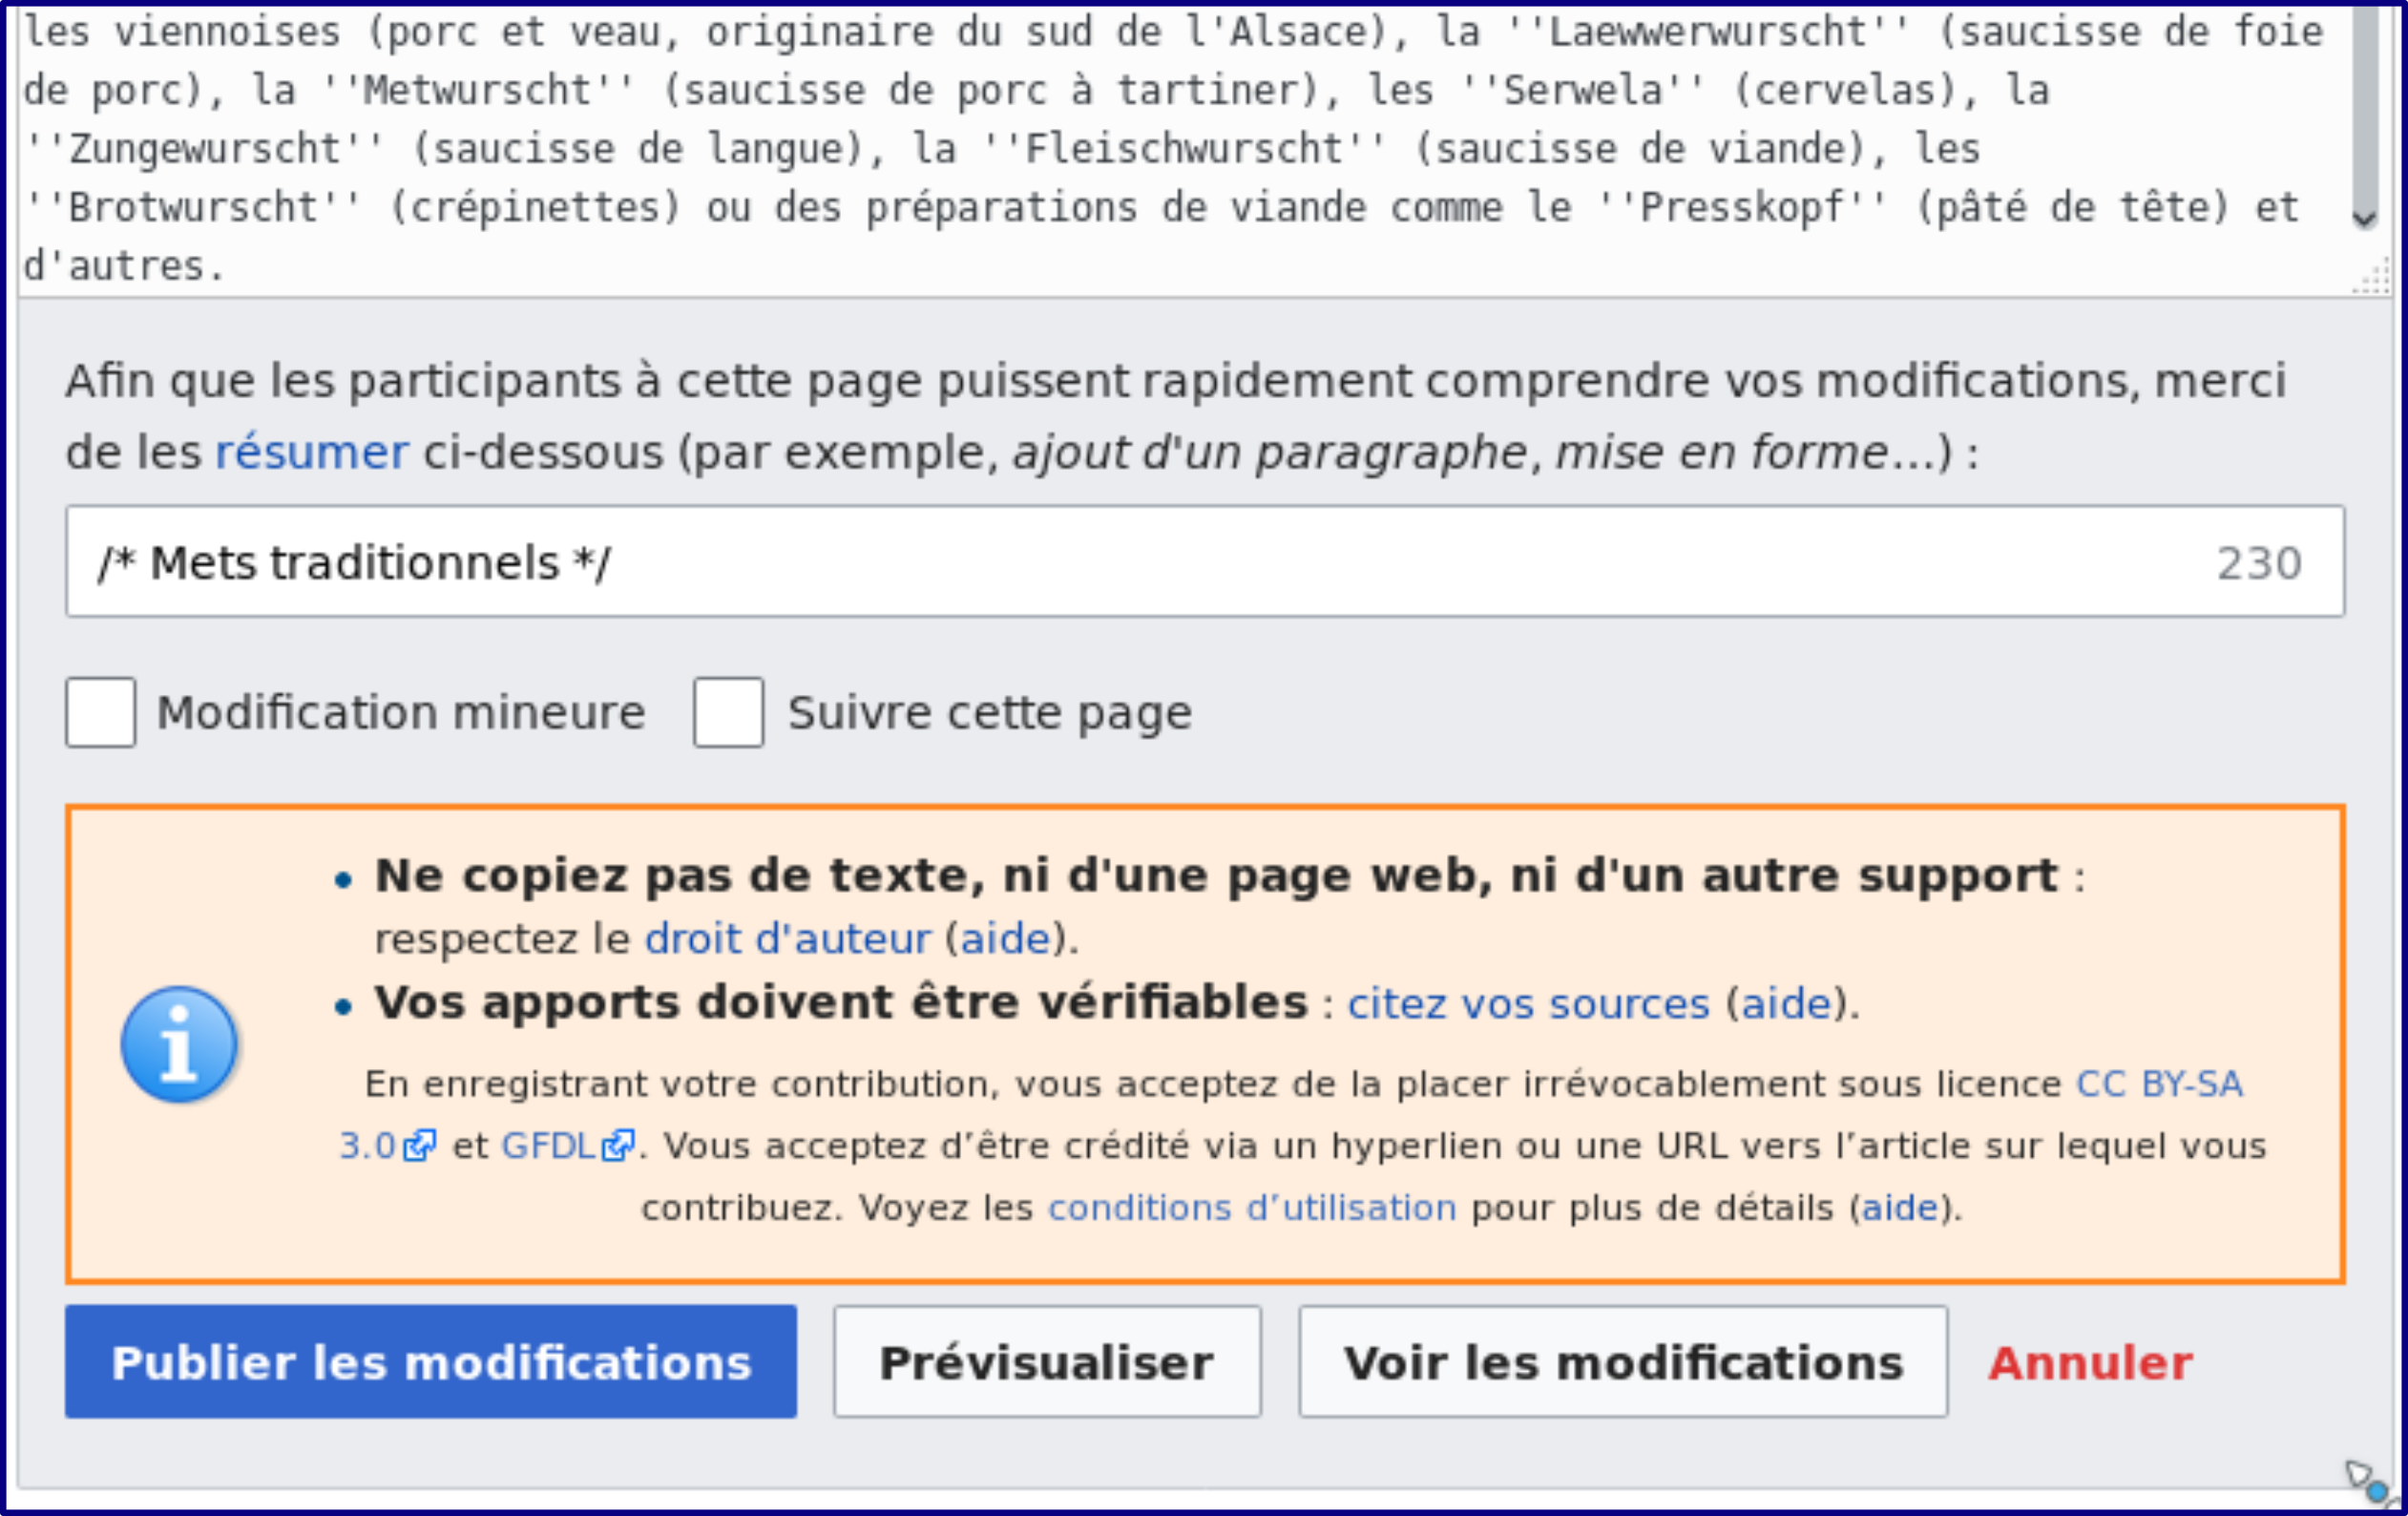 les viennoises (porc et veau, originaire du sud de l'Alsace), la ''Laewwerwurscht'' (saucisse de foie
de porc), la ''Metwurscht'' (saucisse de porc à tartiner), les ''Serwela'' (cervelas), la
''Zungewurscht'' (saucisse de langue), la ''Fleischwurscht'' (saucisse de viande), les
''Brotwurscht'' (crépinettes) ou des préparations de viande comme le ''Presskopf'' (pâté de tête) et
d'autres.
Afin que les participants à cette page puissent rapidement comprendre vos modifications, merci
de les résumer ci-dessous (par exemple, ajout d'un paragraphe, mise en forme…) :
/* Mets traditionnels */ 230
Modification mineure Suivre cette page
• Ne copiez pas de texte, ni d'une page web, ni d'un autre support :
respectez le droit d'auteur (aide).
• Vos apports doivent être vérifiables : citez vos sources (aide).
En enregistrant votre contribution, vous acceptez de la placer irrévocablement sous licence CC BY-SA
3.0 et GFDL. Vous acceptez d’être crédité via un hyperlien ou une URL vers l’article sur lequel vous
contribuez. Voyez les conditions d’utilisation pour plus de détails (aide).
Publier les modifications Prévisualiser Voir les modifications Annuler